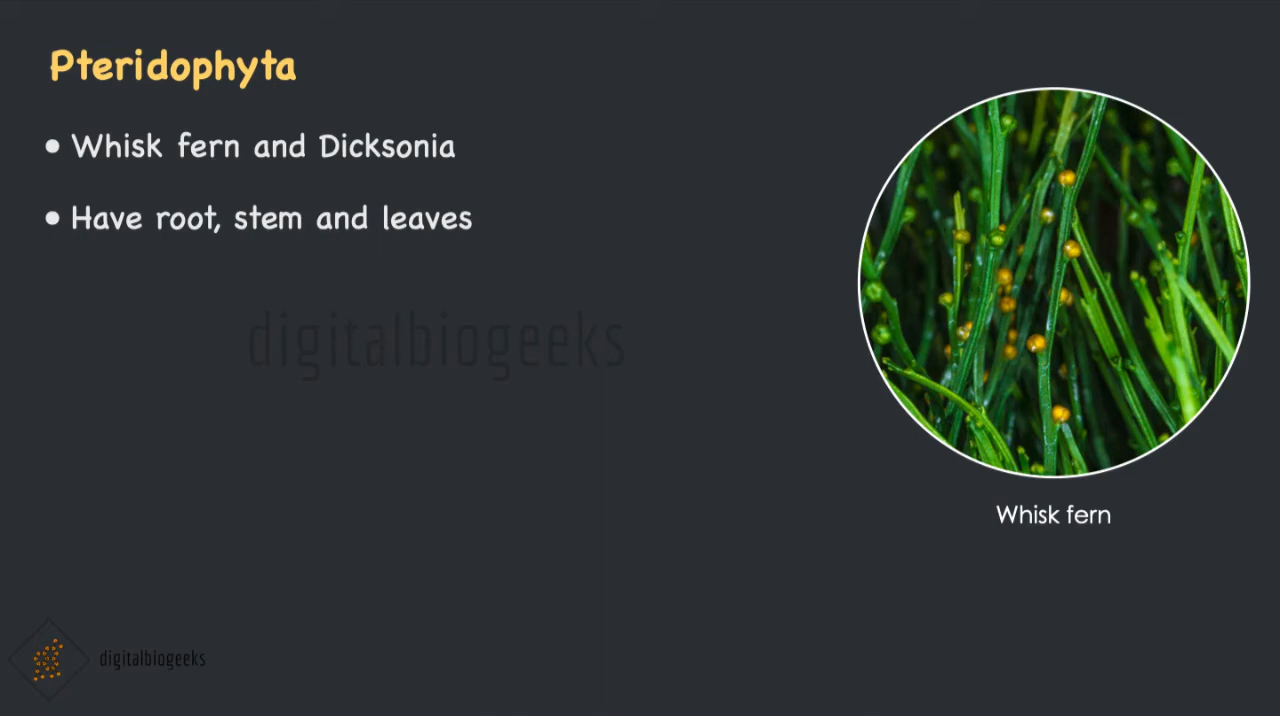 Pteridophyta
• Whisk fern and Dicksonia
• Have root, stem and leaves
digitalbiogeeks
Whisk fern
digitalbiogeeks